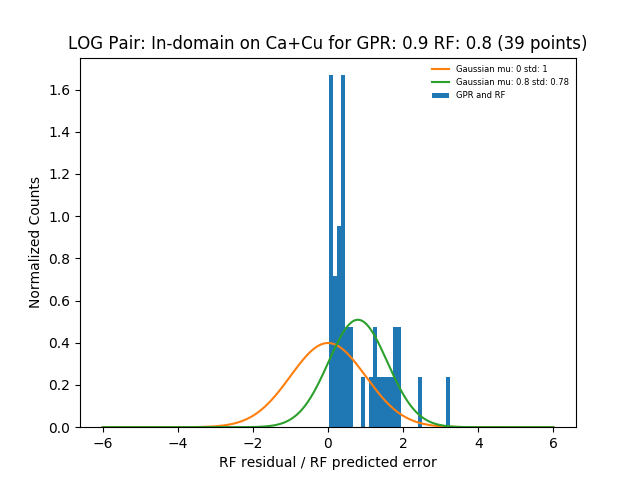 LOG Pair: In-domain on Ca+Cu for GPR: 0.9 RF: 0.8 (39 points)
Gaussian mu: 0 std: 1
Gaussian mu: 0.8 std: 0.78
GPR and RF
Normalized Counts
1.6
1.4
1.2
1.0
0.8
0.6
0.4
0.2
0.0
−6 −4 −2 0 2 4 6
RF residual / RF predicted error